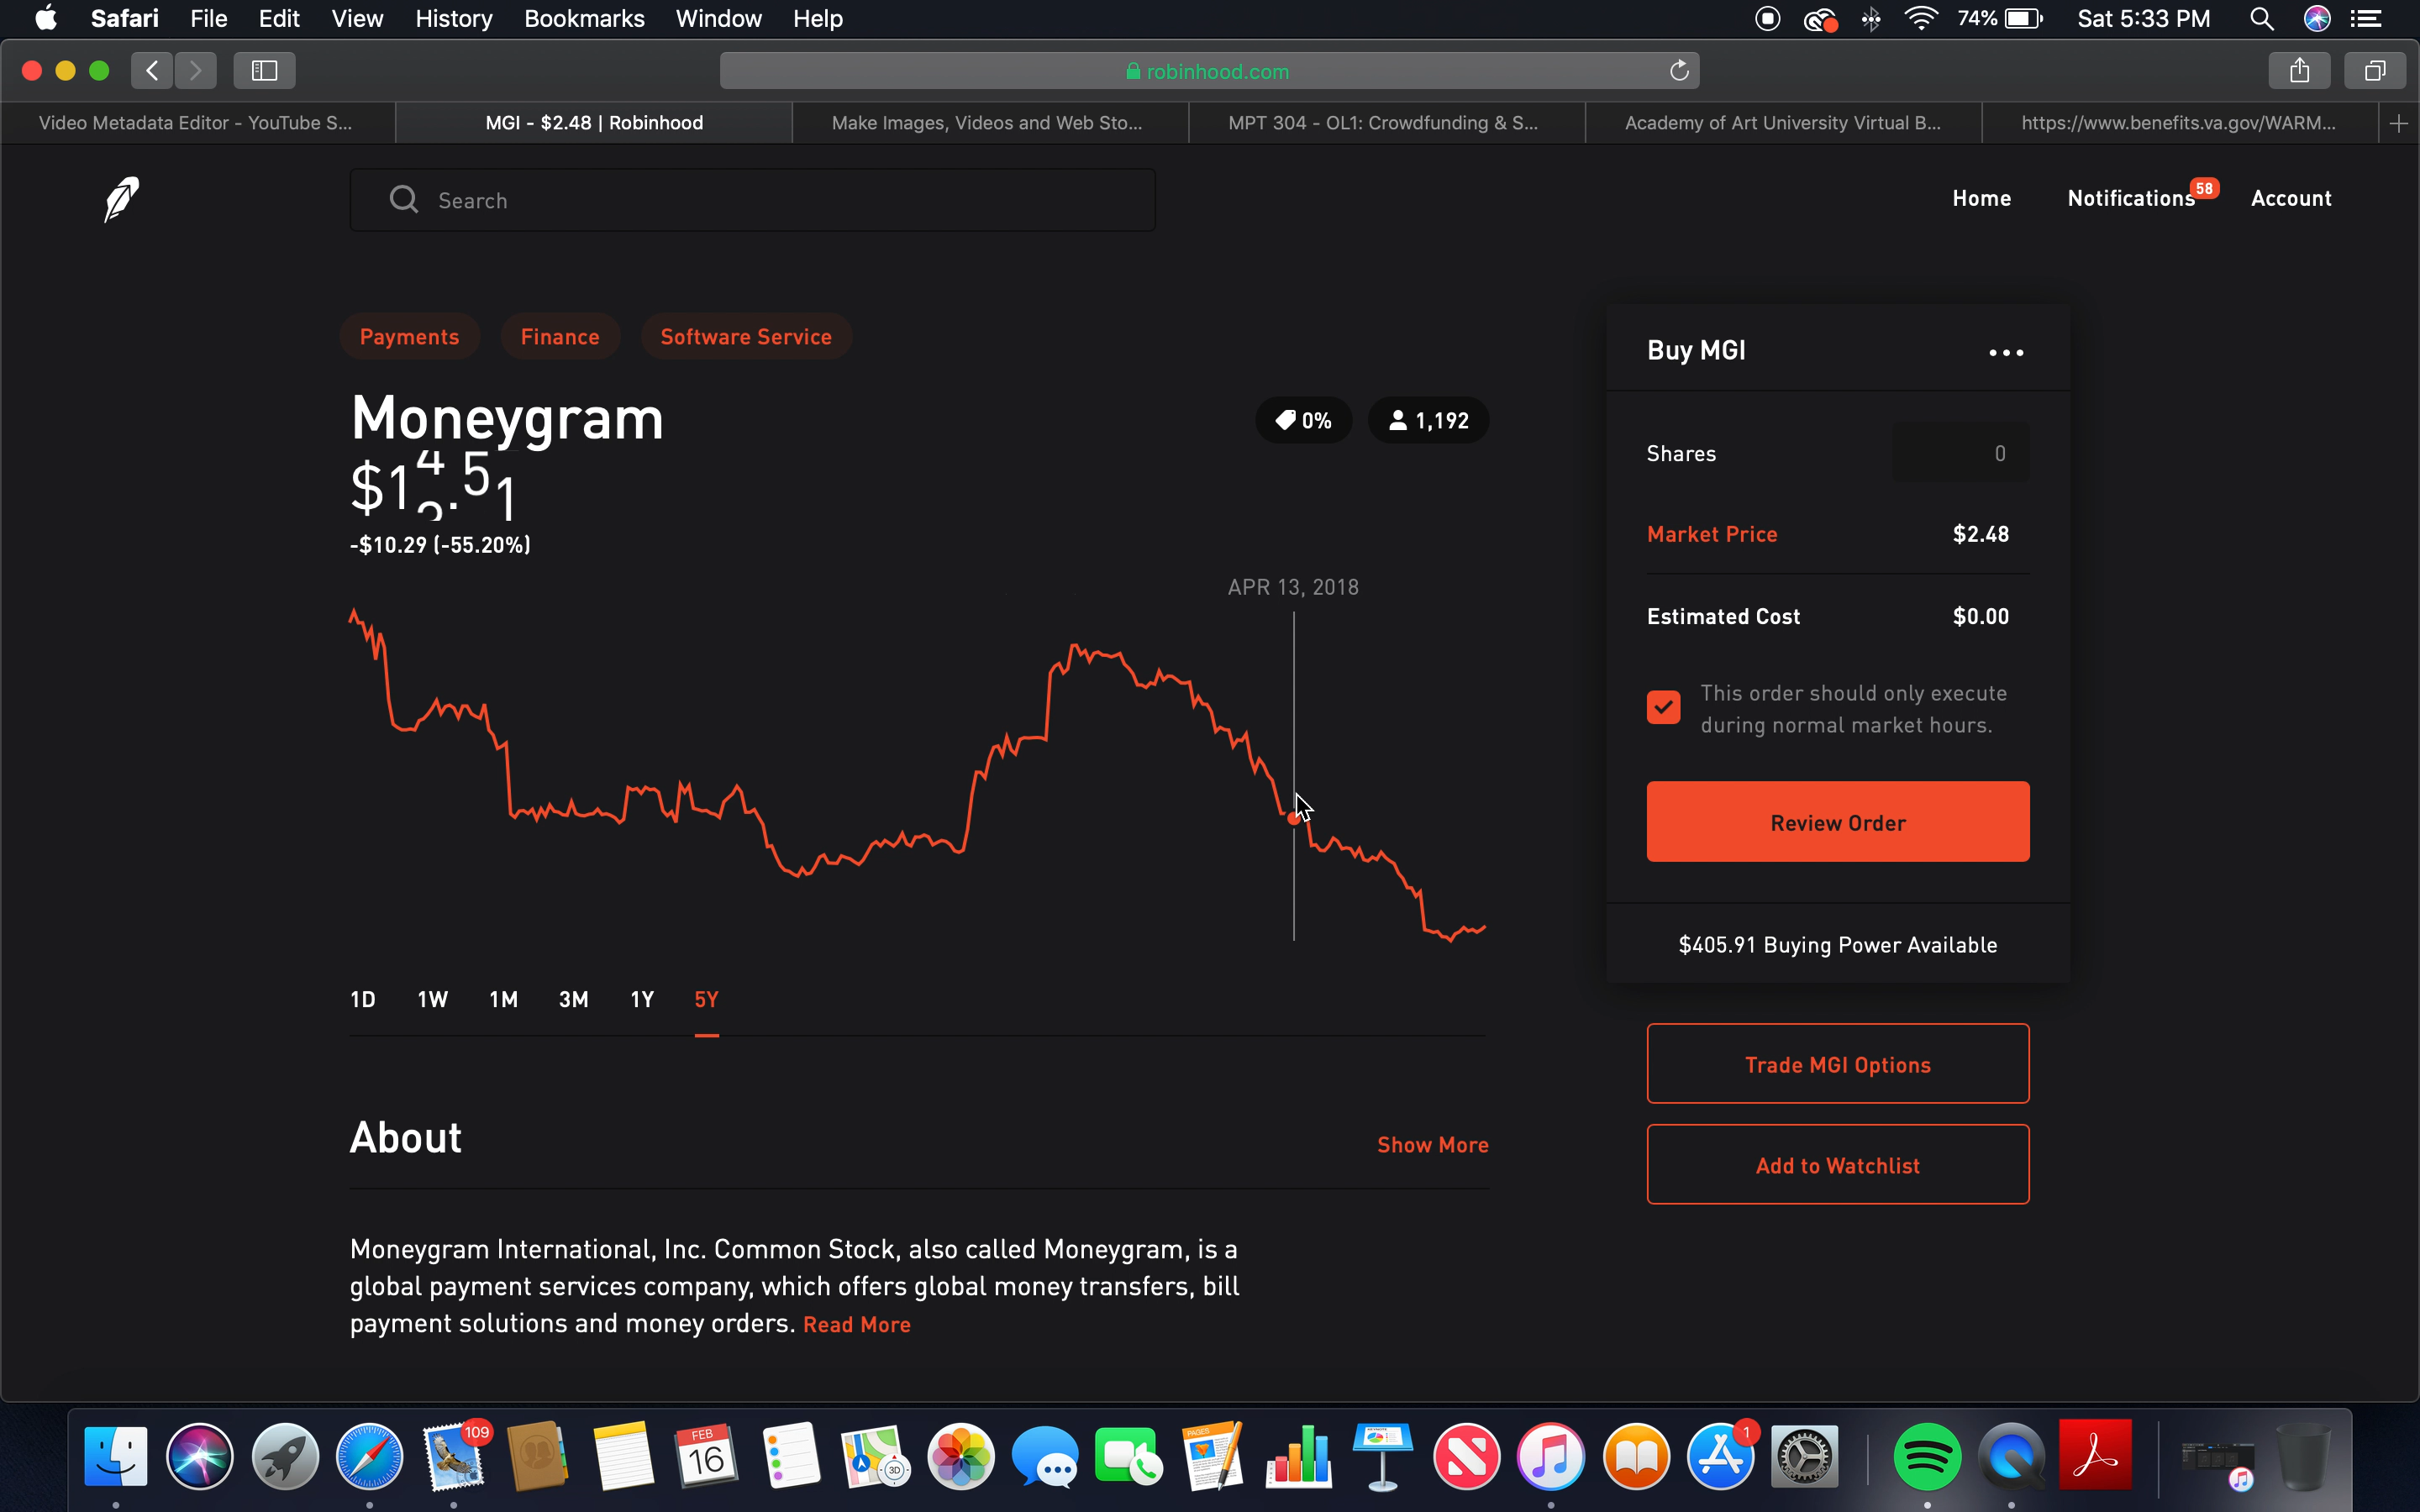 Safari File Edit View History Bookmarks Window Help 74% Sat 5:33 PM
robinhood.com
Video Metadata Editor - YouTube S... MGI - $2.48 | Robinhood Make Images, Videos and Web Sto... MPT 304 - OL1: Crowdfunding & S... Academy of Art University Virtual B... https://www.benefits.va.gov/WARM...
Search
Home Notifications 58 Account
Payments Finance Software Service
Moneygram
0% 1,192
-$10.29 (-55.20%)
APR 13, 2018
1D 1W 1M 3M 1Y 5Y
About Show More
Moneygram International, Inc. Common Stock, also called Moneygram, is a
global payment services company, which offers global money transfers, bill
payment solutions and money orders. Read More
Buy MGI
Shares 0
Market Price $2.48
Estimated Cost $0.00
This order should only execute
during normal market hours.
Review Order
$405.91 Buying Power Available
Trade MGI Options
Add to Watchlist
109
FEB
16
3D
PAGES
1